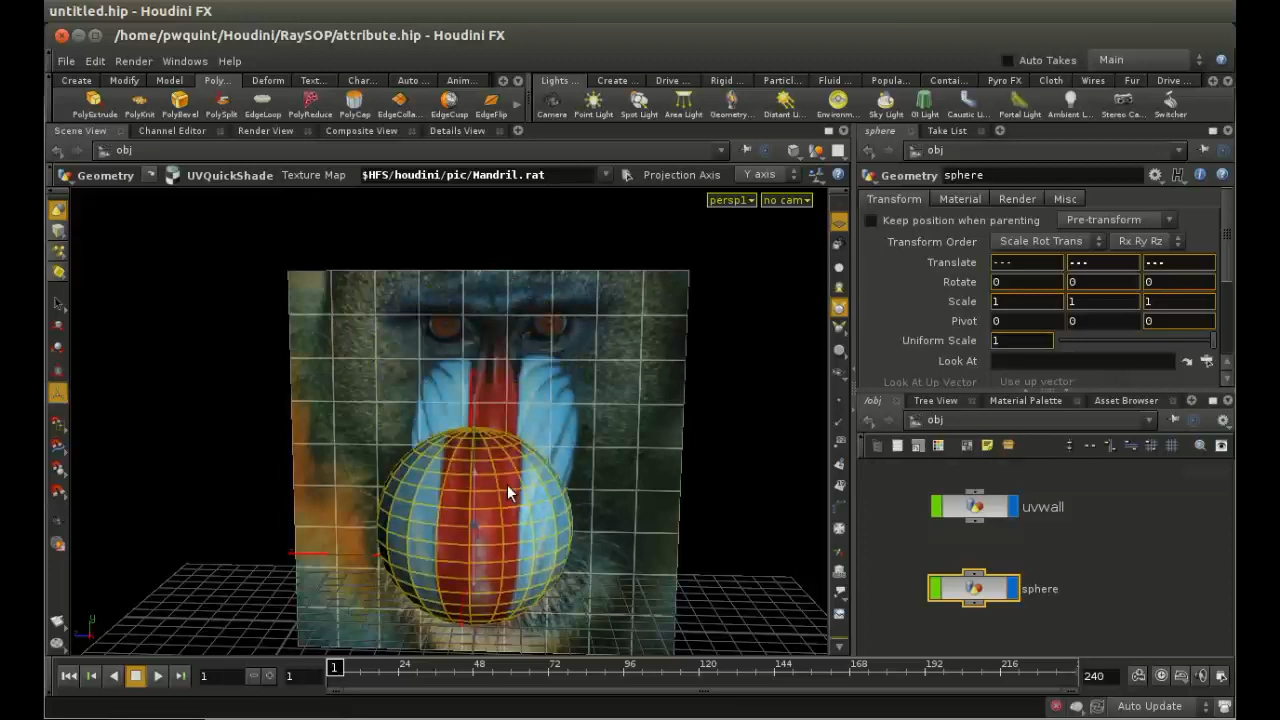 untitled.hip - Houdini FX
/home/pwquint/Houdini/RaySOP/attribute.hip - Houdini FX
File Edit Render Windows Help
Auto Takes Main
Create Modify Model Poly... Deform Text... Char... Auto ... Anim...
Lights ... Create ... Drive ... Rigid ... Particl... Fluid ... Popula... Contai... Pyro FX Cloth Wires Fur Drive ...
PolyExtrude PolyKnit PolyBevel PolySplit EdgeLoop PolyReduce PolyCap EdgeColla... EdgeCusp EdgeFlip
Camera Point Light Spot Light Area Light Geometry... Distant Li... Environm... Sky Light GI Light Caustic Li... Portal Light Ambient L... Stereo Ca... Switcher
Scene View Channel Editor Render View Composite View Details View
sphere Take List
obj
obj
Geometry UVQuickShade Texture Map $HFS/houdini/pic/Mandril.rat Projection Axis Y axis
Geometry sphere
persp1 no cam
Transform Material Render Misc
Keep position when parenting Pre-transform
Transform Order Scale Rot Trans Rx Ry Rz
Translate --- --- ---
Rotate 0 0 0
Scale 1 1 1
Pivot 0 0 0
Uniform Scale 1
Look At
Look At Up Vector Use up vector
/obj Tree View Material Palette Asset Browser
obj
uvwall
sphere
y
1 1 1 24 48 72 96 120 144 168 192 216 240
Auto Update